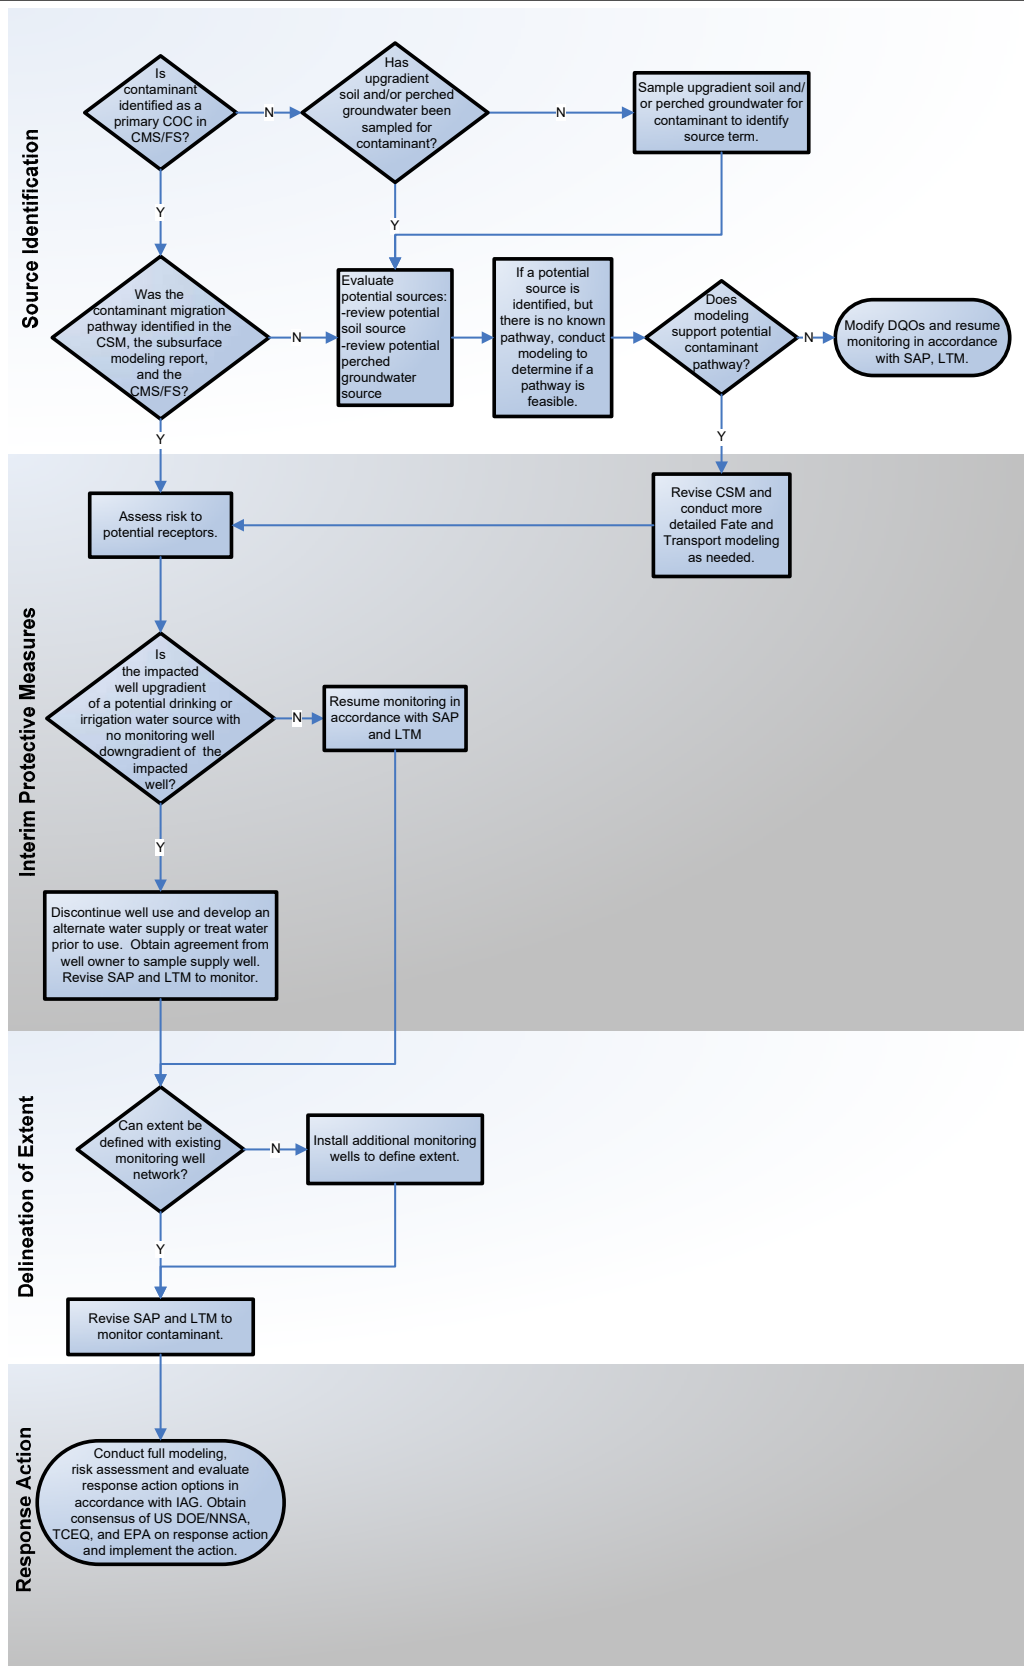 Source Identification
Is
contaminant
identified as a
primary COC in
CMS/FS?
N
Has
upgradient
soil and/or perched
groundwater been
sampled for
contaminant?
N
Sample upgradient soil and/
or perched groundwater for
contaminant to identify
source term.
Y
Y
Was the
contaminant migration
pathway identified in the
CSM, the subsurface
modeling report,
and the
CMS/FS?
N
Evaluate
potential sources:
-review potential
soil source
-review potential
perched
groundwater
source
If a potential
source is
identified, but
there is no known
pathway, conduct
modeling to
determine if a
pathway is
feasible.
Does
modeling
support potential
contaminant
pathway?
N
Modify DQOs and resume
monitoring in accordance
with SAP, LTM.
Y
Y
Interim Protective Measures
Assess risk to
potential receptors.
Revise CSM and
conduct more
detailed Fate and
Transport modeling
as needed.
Is
the impacted
well upgradient
of a potential drinking or
irrigation water source with
no monitoring well
downgradient of  the
impacted
well?
N
Resume monitoring in
accordance with SAP
and LTM
Y
Discontinue well use and develop an
alternate water supply or treat water
prior to use.  Obtain agreement from
well owner to sample supply well.
Revise SAP and LTM to monitor.
Delineation of Extent
Can extent be
defined with existing
monitoring well
network?
N
Install additional monitoring
wells to define extent.
Y
Revise SAP and LTM to
monitor contaminant.
Response Action
Conduct full modeling,
risk assessment and evaluate
response action options in
accordance with IAG. Obtain
consensus of US DOE/NNSA,
TCEQ, and EPA on response action
and implement the action.